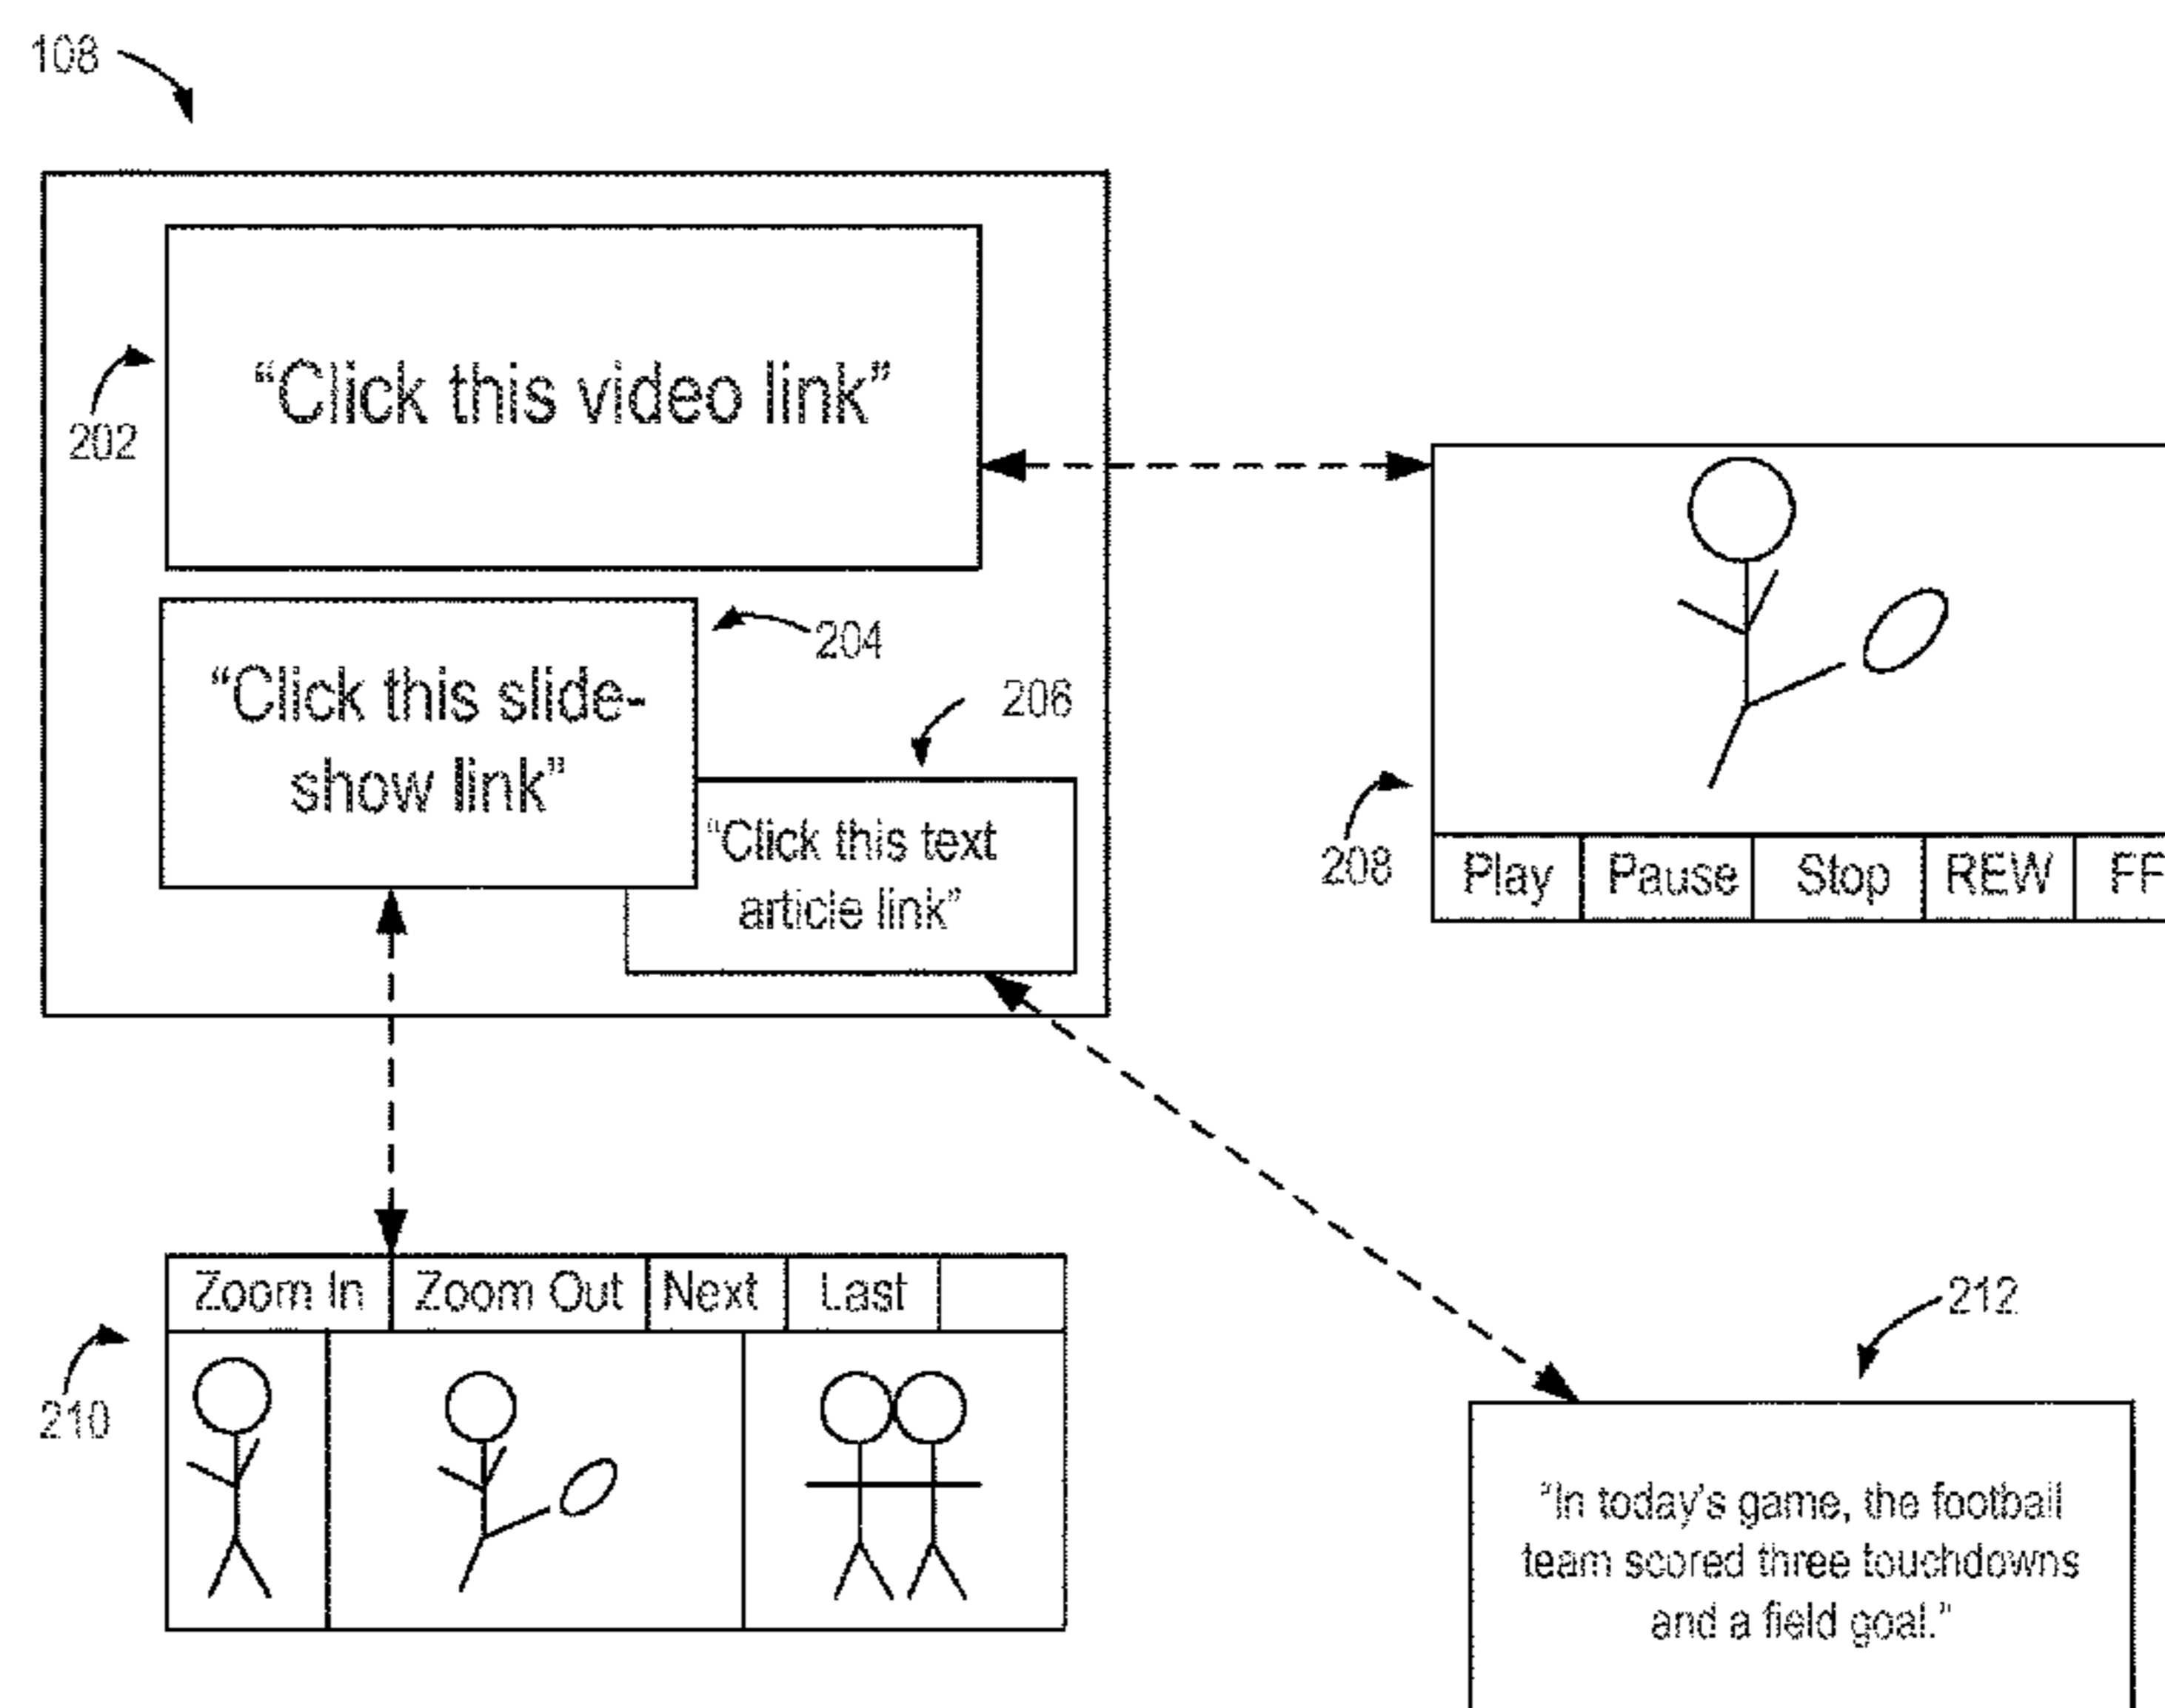 108
“Click this video link”
202
204
“Click this slide-
show link”
206
“Click this text
article link”
208
Play Pause Stop REW FF
Zoom In Zoom Out Next Last
210
212
“In today’s game, the football
team scored three touchdowns
and a field goal.”